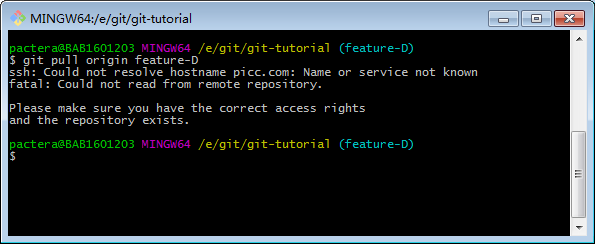 MINGW64:/e/git/git-tutorial
pactera@BAB1601203 MINGW64 /e/git/git-tutorial (feature-D)
$ git pull origin feature-D
ssh: Could not resolve hostname picc.com: Name or service not known
fatal: Could not read from remote repository.
Please make sure you have the correct access rights
and the repository exists.
pactera@BAB1601203 MINGW64 /e/git/git-tutorial (feature-D)
$